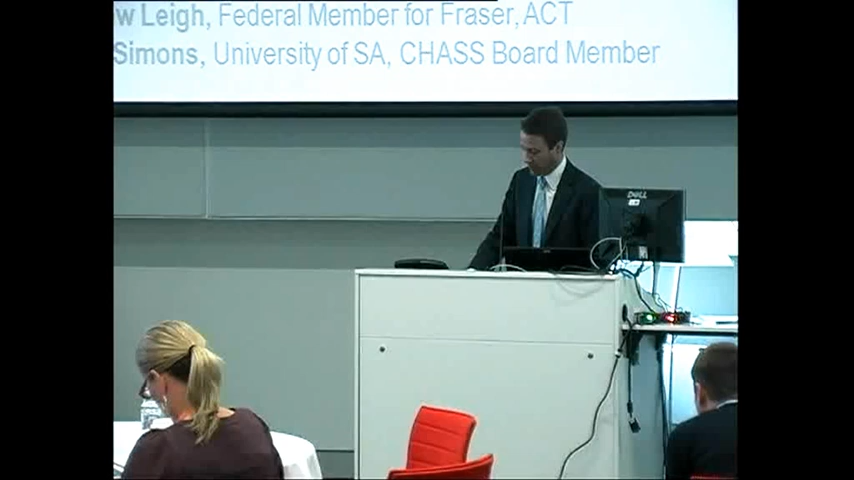 w Leigh, Federal Member for Fraser, ACT
Simons, University of SA, CHASS Board Member
DELL